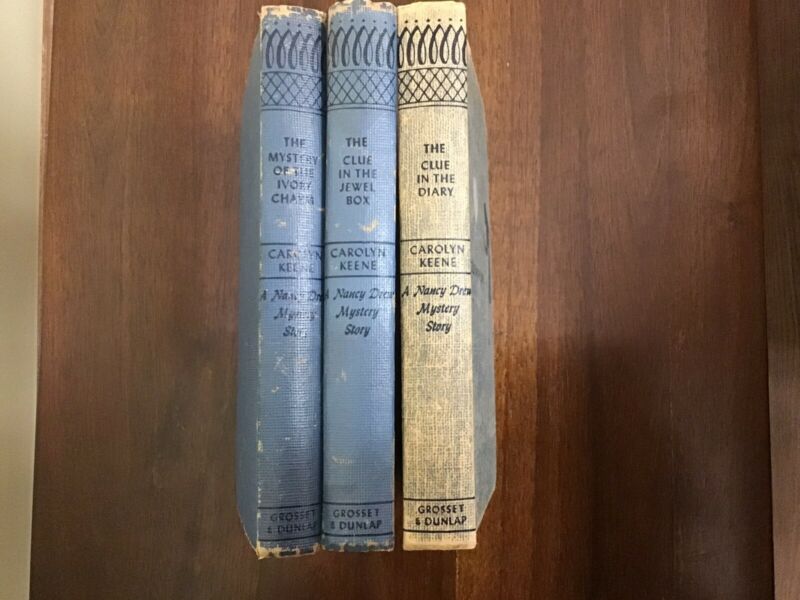 THE
MYSTERY
OF THE
IVORY
CHARM
CAROLYN
KEENE
A Nancy Drew
Mystery
Story
GROSSET
& DUNLAP
THE
CLUE
IN THE
JEWEL
BOX
CAROLYN
KEENE
A Nancy Drew
Mystery
Story
GROSSET
& DUNLAP
THE
CLUE
IN THE
DIARY
CAROLYN
KEENE
A Nancy Drew
Mystery
Story
GROSSET
& DUNLAP